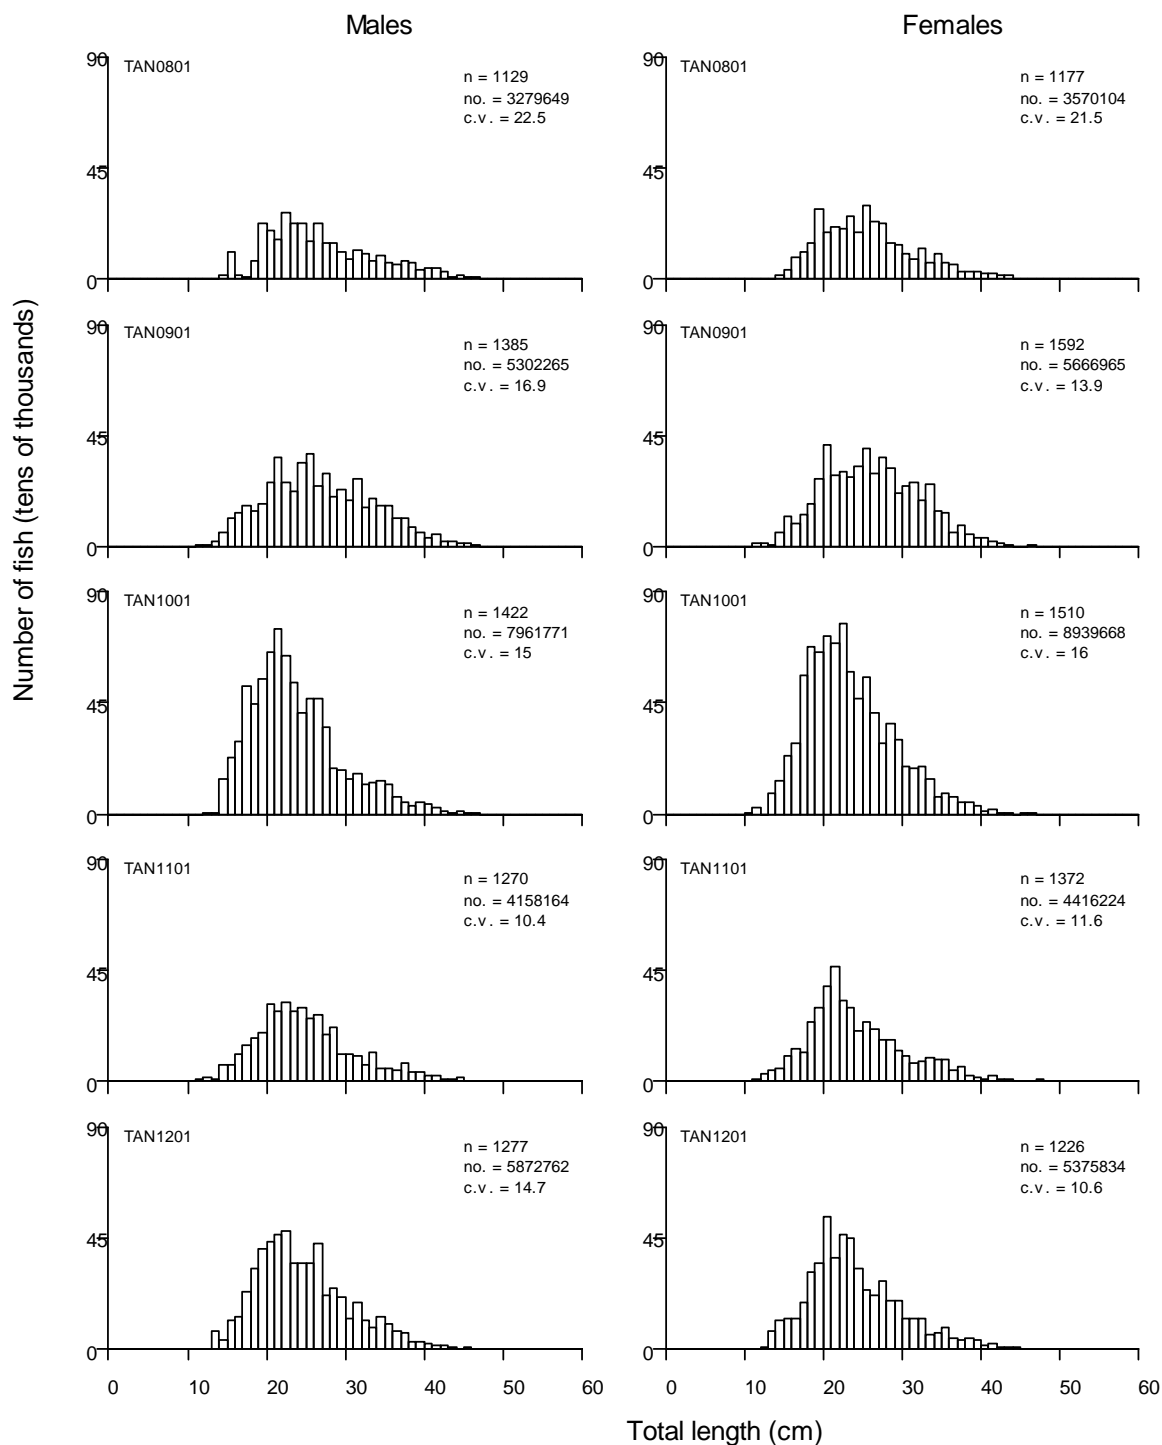 Males Females
90 TAN0801 n = 1129 90 TAN0801 n = 1177
no. = 3279649 no. = 3570104
c.v. = 22.5 c.v. = 21.5
45 45
0 0
90 TAN0901 n = 1385 90 TAN0901 n = 1592
no. = 5302265 no. = 5666965
c.v. = 16.9 c.v. = 13.9
45 45
0 0
Number of fish (tens of thousands)
90 TAN1001 n = 1422 90 TAN1001 n = 1510
no. = 7961771 no. = 8939668
c.v. = 15 c.v. = 16
45 45
0 0
90 TAN1101 n = 1270 90 TAN1101 n = 1372
no. = 4158164 no. = 4416224
c.v. = 10.4 c.v. = 11.6
45 45
0 0
90 TAN1201 n = 1277 90 TAN1201 n = 1226
no. = 5872762 no. = 5375834
c.v. = 14.7 c.v. = 10.6
45 45
0 0
0 10 20 30 40 50 60 0 10 20 30 40 50 60
Total length (cm)